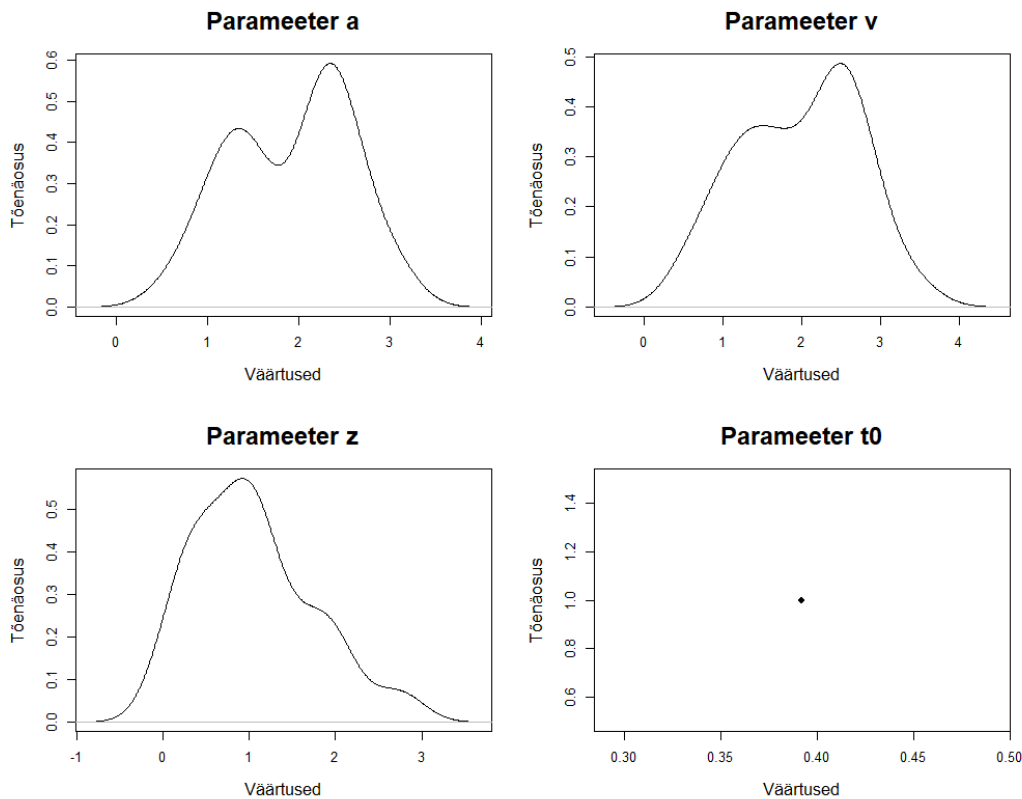 Parameeter a
Tõenäosus
0.0 0.1 0.2 0.3 0.4 0.5 0.6
0 1 2 3 4
Väärtused
Parameeter v
Tõenäosus
0.0 0.1 0.2 0.3 0.4 0.5
0 1 2 3 4
Väärtused
Parameeter z
Tõenäosus
0.0 0.1 0.2 0.3 0.4 0.5
-1 0 1 2 3
Väärtused
Parameeter t0
Tõenäosus
0.6 0.8 1.0 1.2 1.4
0.30 0.35 0.40 0.45 0.50
Väärtused